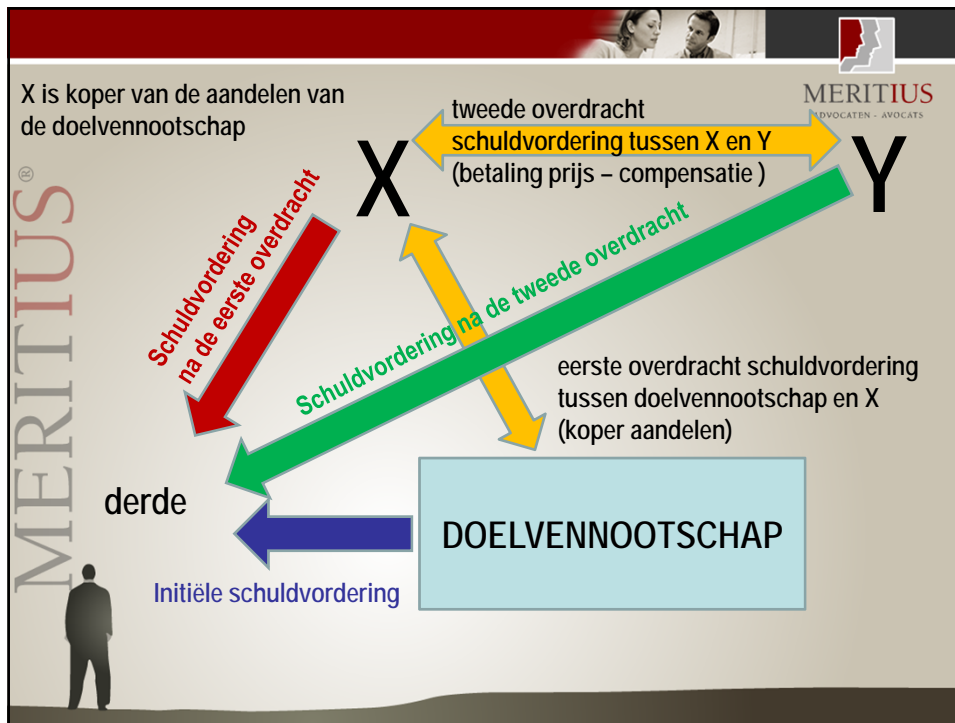 X is koper van de aandelen van
de doelvennootschap
MERITIUS
ADVOCATEN - AVOCATS
tweede overdracht
schuldvordering tussen X en Y
(betaling prijs – compensatie )
X
Y
Schuldvordering
na de eerste overdracht
Schuldvordering na de tweede overdracht
eerste overdracht schuldvordering
tussen doelvennootschap en X
(koper aandelen)
derde
DOELVENNOOTSCHAP
Initiële schuldvordering
MERITIUS®